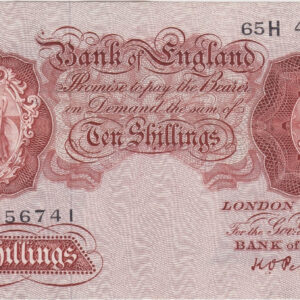 65H 4
Bank of England
Promise to pay the Bearer
on Demand the sum of
Ten Shillings
56741
LONDON
For the Gov
BANK of
hillings